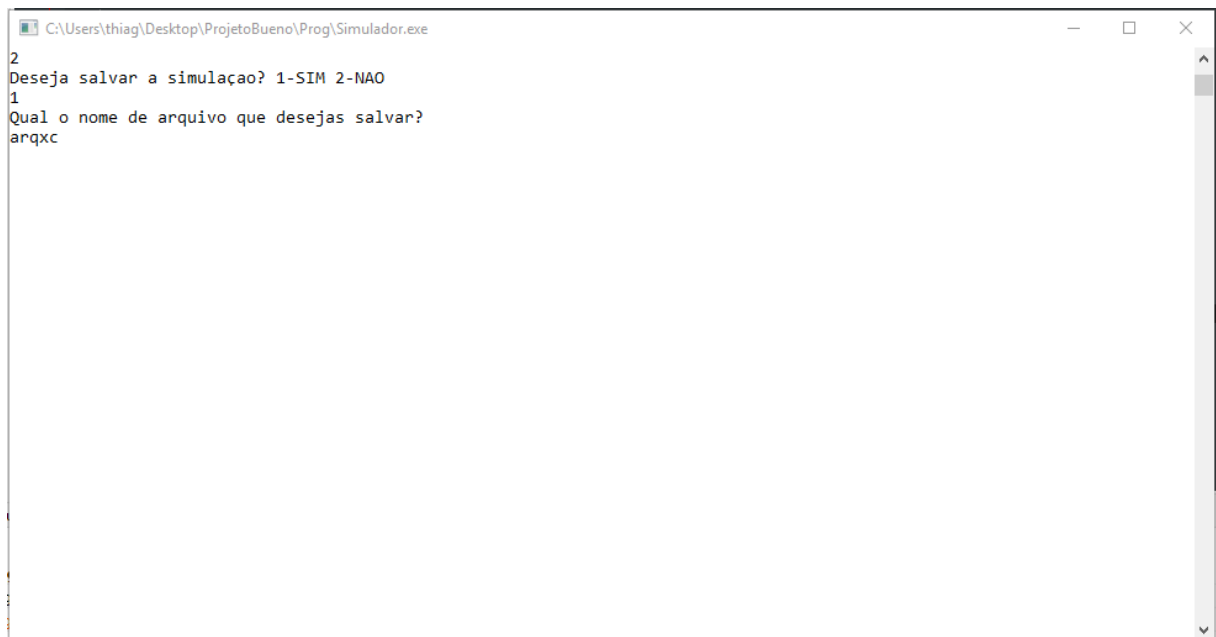 C:\Users\thiag\Desktop\ProjetoBueno\Prog\Simulador.exe
2
Deseja salvar a simulaçao? 1-SIM 2-NAO
1
Qual o nome de arquivo que desejas salvar?
arqxc